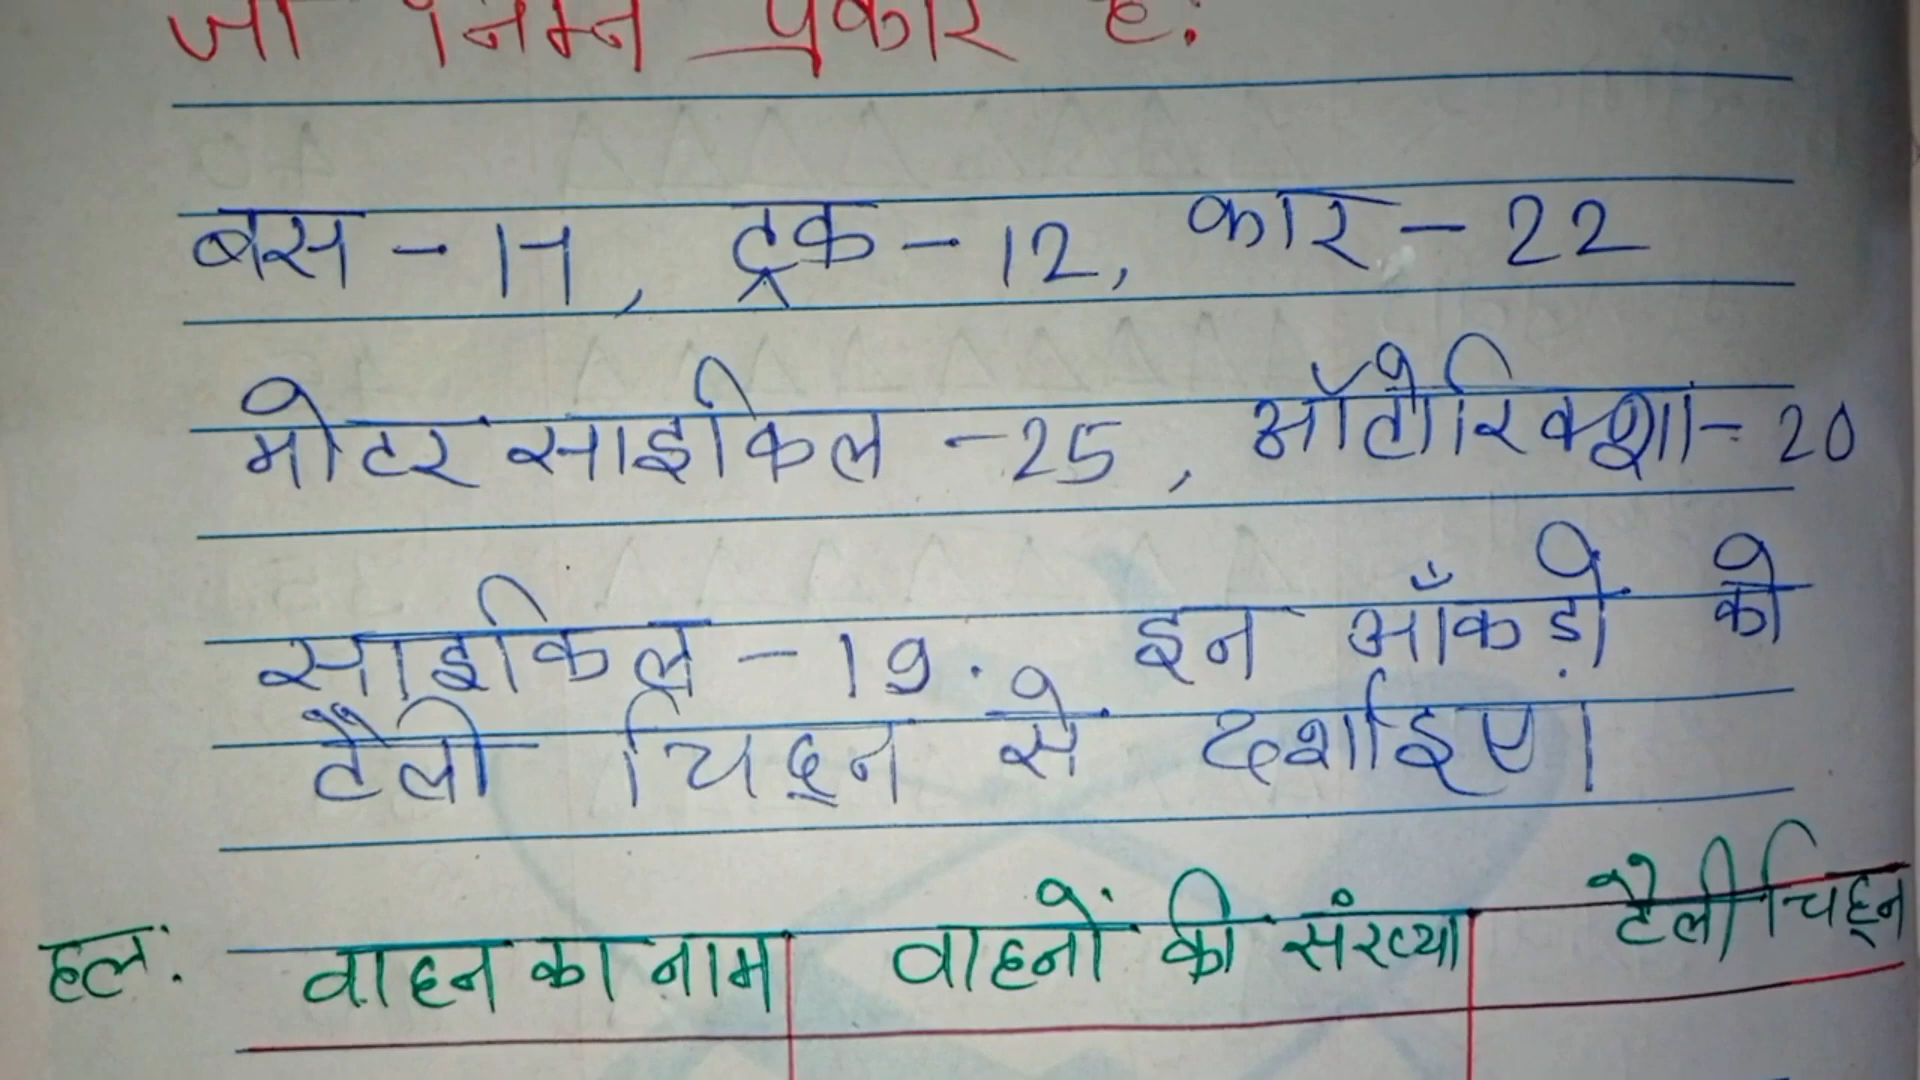 जो निम्न प्रकार है:
बस - 17, ट्रक - 12, कार - 22
मोटर साइकिल - 25, ऑटोरिक्शा - 20
साइकिल - 19. इन आँकड़ो को
टैली चिह्न से दर्शाइए।
हल: वाहन का नाम वाहनों की संख्या टैली चिह्न